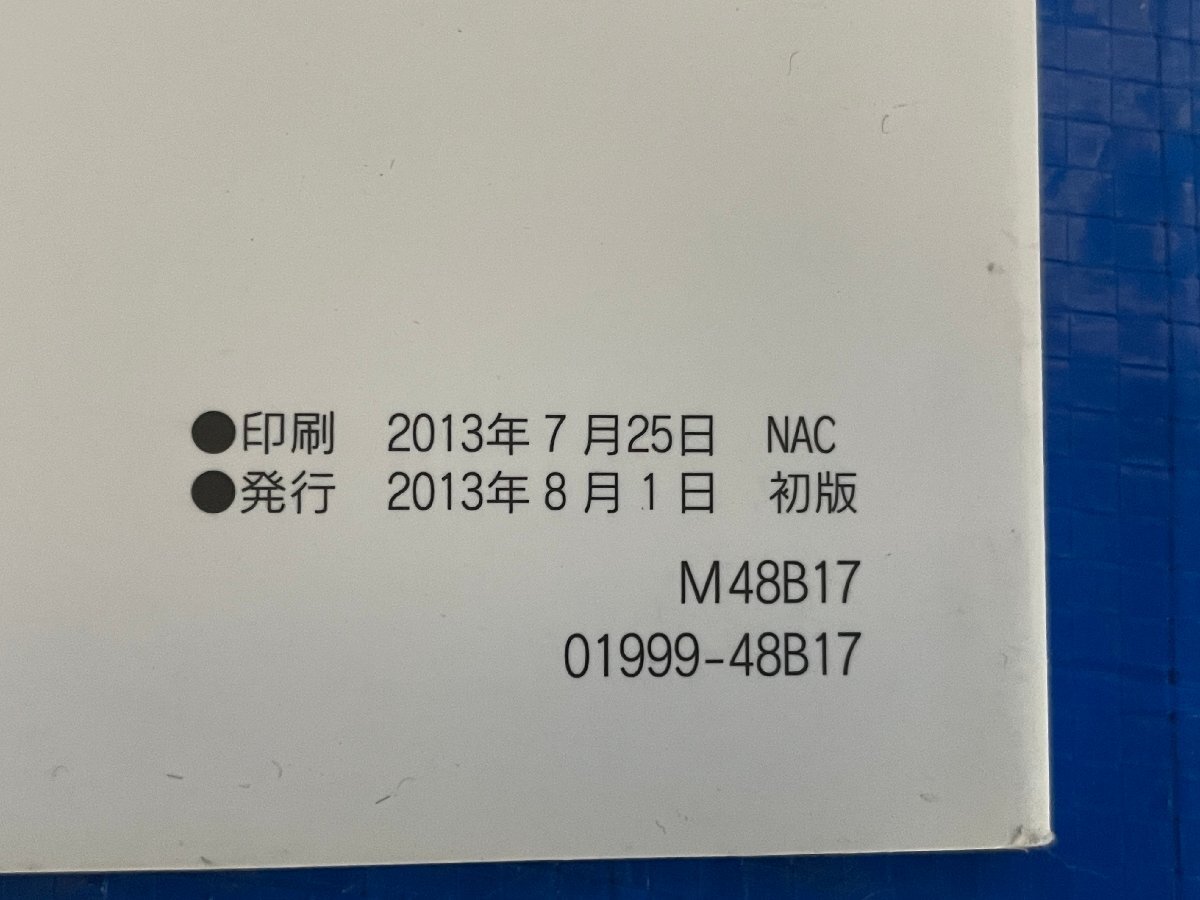 ●印刷　2013年7月25日　NAC
●発行　2013年8月1日　初版
M48B17
01999-48B17